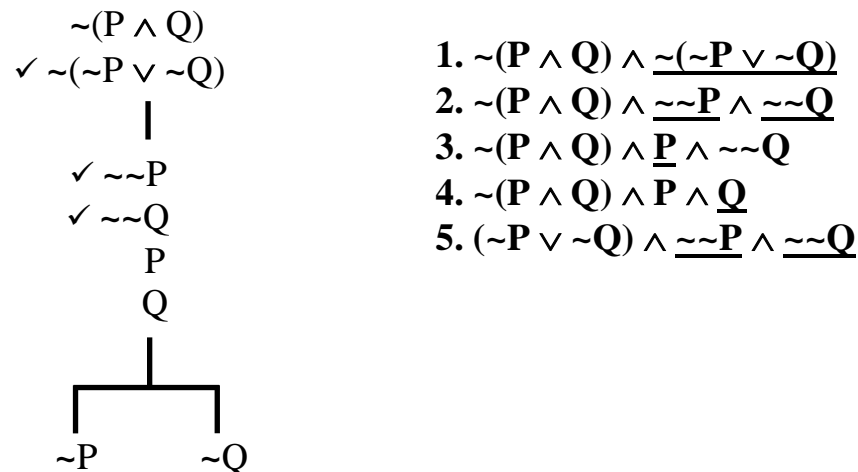 ~(P ∧ Q)
✓ ~(~P ∨ ~Q)
✓ ~~P
✓ ~~Q
P
Q
~P ~Q
1. ~(P ∧ Q) ∧ ~(~P ∨ ~Q)
2. ~(P ∧ Q) ∧ ~~P ∧ ~~Q
3. ~(P ∧ Q) ∧ P ∧ ~~Q
4. ~(P ∧ Q) ∧ P ∧ Q
5. (~P ∨ ~Q) ∧ ~~P ∧ ~~Q